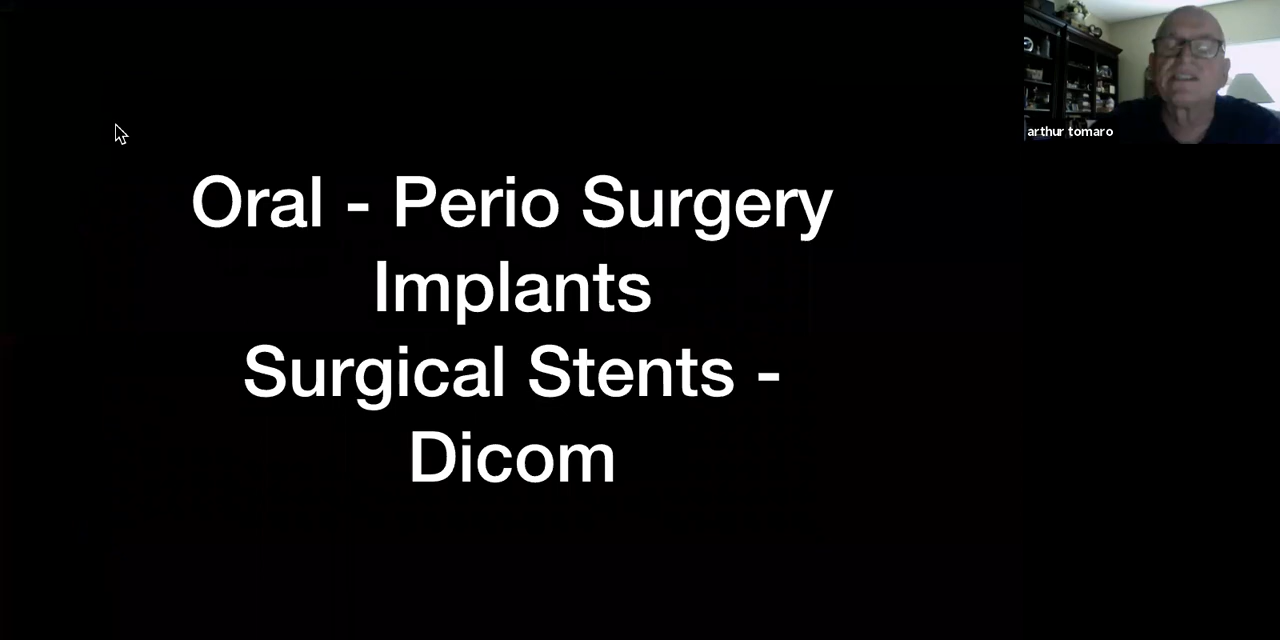 Oral - Perio Surgery
Implants
Surgical Stents -
Dicom
arthur tomaro